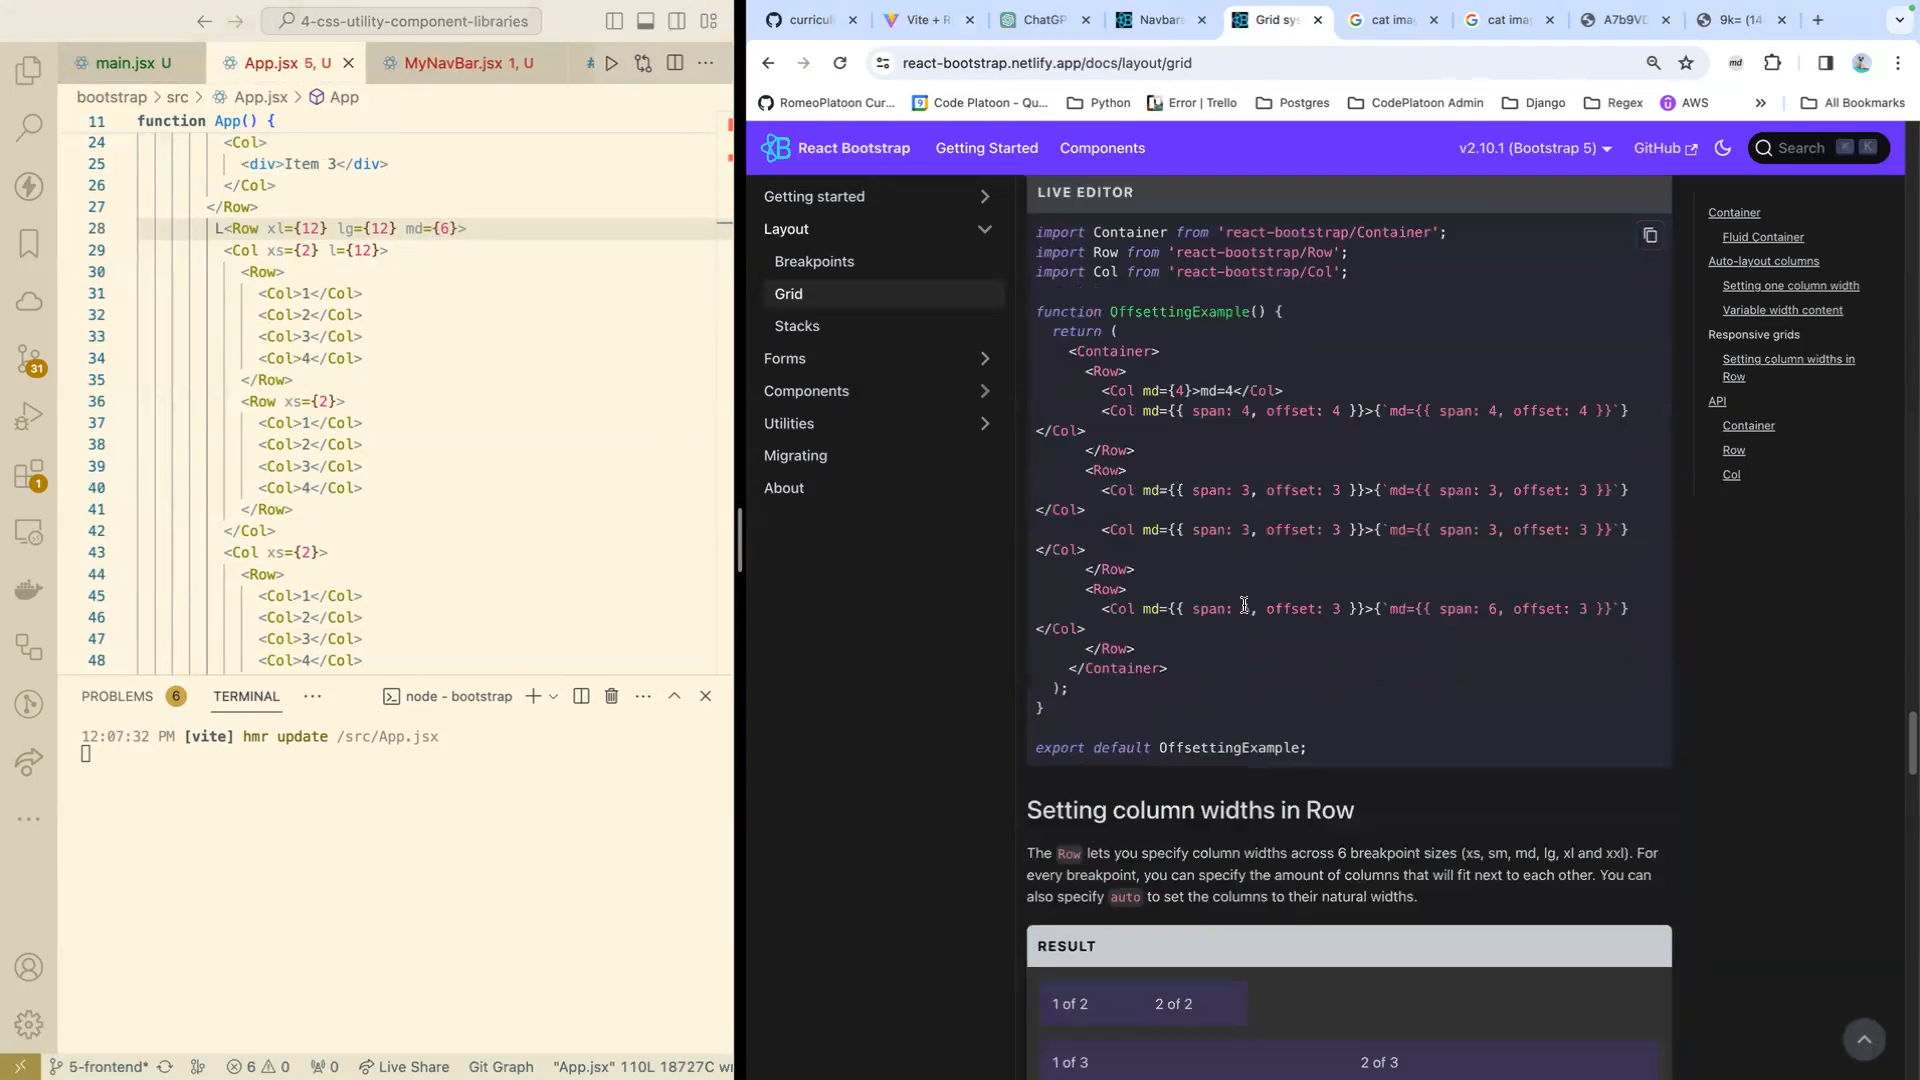 4-css-utility-component-libraries
main.jsx U
App.jsx 5, U
MyNavBar.jsx 1, U
bootstrap > src > App.jsx > App
11 function App() {
24 <Col>
25 <div>Item 3</div>
26 </Col>
27 </Row>
28 L<Row xl={12} lg={12} md={6}>
29 <Col xs={2} l={12}>
30 <Row>
31 <Col>1</Col>
32 <Col>2</Col>
33 <Col>3</Col>
34 <Col>4</Col>
35 </Row>
36 <Row xs={2}>
37 <Col>1</Col>
38 <Col>2</Col>
39 <Col>3</Col>
40 <Col>4</Col>
41 </Row>
42 </Col>
43 <Col xs={2}>
44 <Row>
45 <Col>1</Col>
46 <Col>2</Col>
47 <Col>3</Col>
48 <Col>4</Col>
PROBLEMS 6 TERMINAL ... node - bootstrap
12:07:32 PM [vite] hmr update /src/App.jsx
31
1
5-frontend* 6 0 0 Live Share Git Graph "App.jsx" 110L 18727C
curricul
Vite + R
ChatGP
Navbar
Grid sy
cat ima
cat ima
A7b9VD
9k= (14
react-bootstrap.netlify.app/docs/layout/grid
md
RomeoPlatoon Cur...
Code Platoon - Qu...
Python
Error | Trello
Postgres
CodePlatoon Admin
Django
Regex
AWS
All Bookmarks
React Bootstrap Getting Started Components v2.10.1 (Bootstrap 5) GitHub Search ⌘ K
Getting started
Layout
Breakpoints
Grid
Stacks
Forms
Components
Utilities
Migrating
About
LIVE EDITOR
import Container from 'react-bootstrap/Container';
import Row from 'react-bootstrap/Row';
import Col from 'react-bootstrap/Col';
function OffsettingExample() {
return (
<Container>
<Row>
<Col md={4}>md=4</Col>
<Col md={{ span: 4, offset: 4 }}>{`md={{ span: 4, offset: 4 }}`}
</Col>
</Row>
<Row>
<Col md={{ span: 3, offset: 3 }}>{`md={{ span: 3, offset: 3 }}`}
</Col>
<Col md={{ span: 3, offset: 3 }}>{`md={{ span: 3, offset: 3 }}`}
</Col>
</Row>
<Row>
<Col md={{ span: , offset: 3 }}>{`md={{ span: 6, offset: 3 }}`}
</Col>
</Row>
</Container>
);
}
export default OffsettingExample;
Setting column widths in Row
The Row lets you specify column widths across 6 breakpoint sizes (xs, sm, md, lg, xl and xxl). For
every breakpoint, you can specify the amount of columns that will fit next to each other. You can
also specify auto to set the columns to their natural widths.
RESULT
1 of 2 2 of 2
1 of 3 2 of 3
Container
Fluid Container
Auto-layout columns
Setting one column width
Variable width content
Responsive grids
Setting column widths in
Row
API
Container
Row
Col